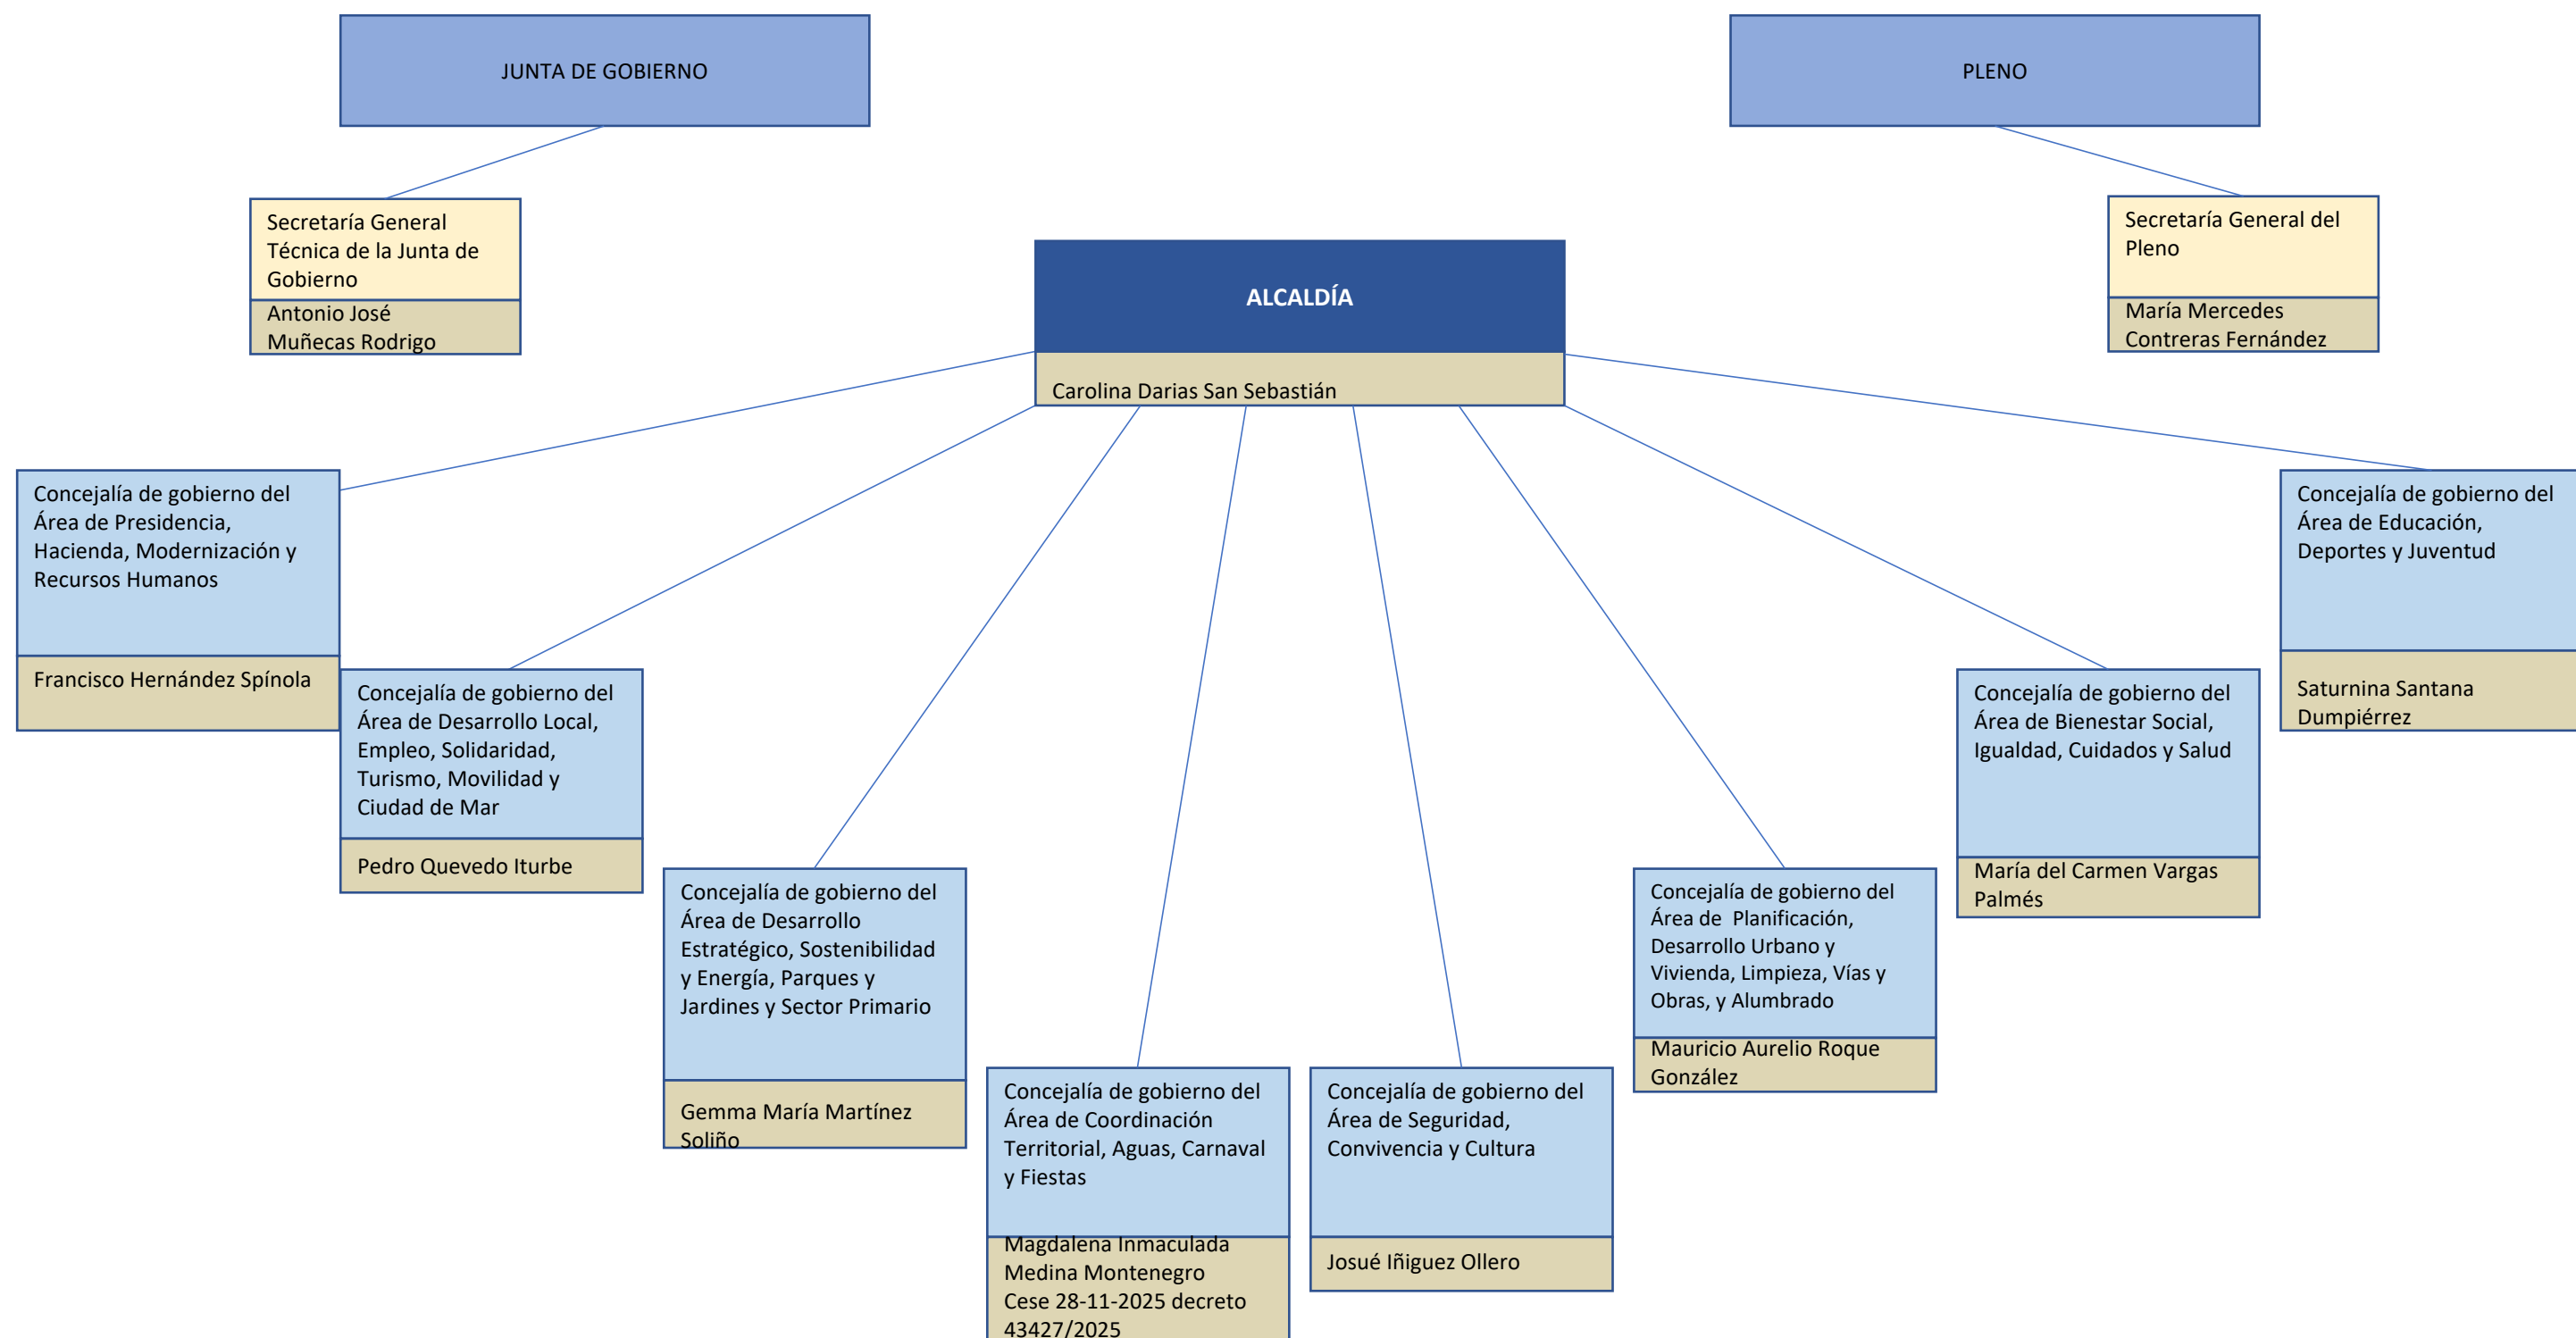 JUNTA DE GOBIERNO
PLENO
Secretaría General
Técnica de la Junta de
Gobierno
Antonio José
Muñecas Rodrigo
Secretaría General del
Pleno
María Mercedes
Contreras Fernández
ALCALDÍA
Carolina Darias San Sebastián
Concejalía de gobierno del
Área de Presidencia,
Hacienda, Modernización y
Recursos Humanos
Francisco Hernández Spínola
Concejalía de gobierno del
Área de Desarrollo Local,
Empleo, Solidaridad,
Turismo, Movilidad y
Ciudad de Mar
Pedro Quevedo Iturbe
Concejalía de gobierno del
Área de Desarrollo
Estratégico, Sostenibilidad
y Energía, Parques y
Jardines y Sector Primario
Gemma María Martínez
Soliño
Concejalía de gobierno del
Área de Coordinación
Territorial, Aguas, Carnaval
y Fiestas
Magdalena Inmaculada
Medina Montenegro
Cese 28-11-2025 decreto
43427/2025
Concejalía de gobierno del
Área de Seguridad,
Convivencia y Cultura
Josué Iñiguez Ollero
Concejalía de gobierno del
Área de  Planificación,
Desarrollo Urbano y
Vivienda, Limpieza, Vías y
Obras, y Alumbrado
Mauricio Aurelio Roque
González
Concejalía de gobierno del
Área de Bienestar Social,
Igualdad, Cuidados y Salud
María del Carmen Vargas
Palmés
Concejalía de gobierno del
Área de Educación,
Deportes y Juventud
Saturnina Santana
Dumpiérrez